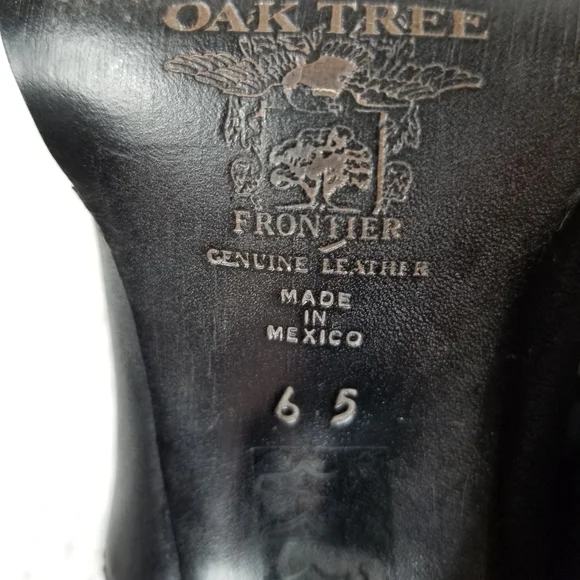 OAK TREE
FRONTIER
GENUINE LEATHER
MADE
IN
MEXICO
6 5